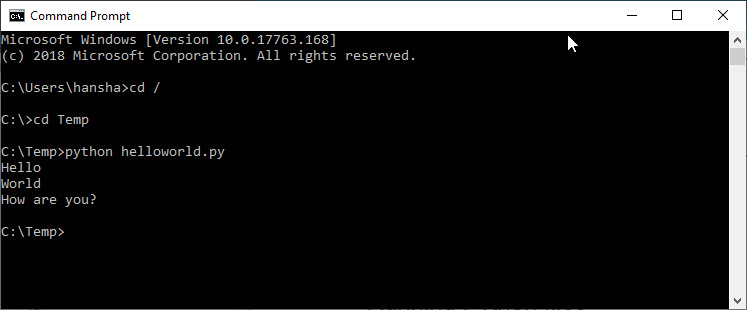 Command Prompt
Microsoft Windows [Version 10.0.17763.168]
(c) 2018 Microsoft Corporation. All rights reserved.
C:\Users\hansha>cd /
C:\>cd Temp
C:\Temp>python helloworld.py
Hello
World
How are you?
C:\Temp>